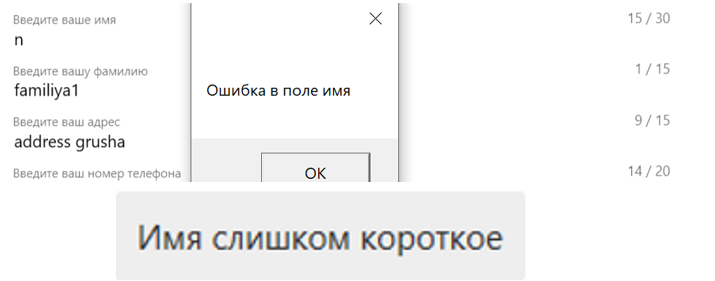 Введите ваше имя 15 / 30
n
Введите вашу фамилию 1 / 15
familiya1
Ошибка в поле имя
Введите ваш адрес 9 / 15
address grusha
Введите ваш номер телефона 14 / 20
OK
Имя слишком короткое